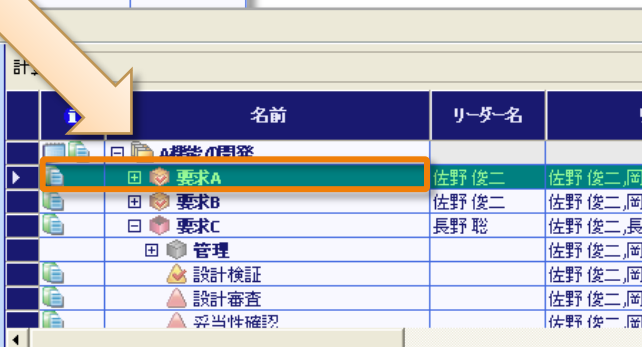 計
名前 リーダー名
A機能の開発
要求A 佐野 俊二 佐野 俊二,岡
要求B 佐野 俊二 佐野 俊二,岡
要求C 長野 聡 佐野 俊二,長
管理 佐野 俊二,岡
設計検証 佐野 俊二,岡
設計審査 佐野 俊二,岡
妥当性確認 佐野 俊二,岡